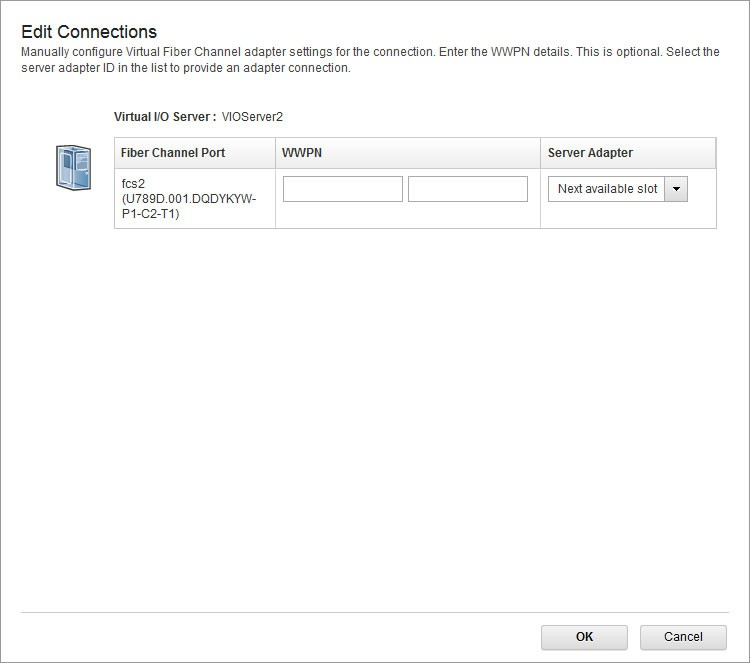 Edit Connections
Manually configure Virtual Fiber Channel adapter settings for the connection. Enter the WWPN details. This is optional. Select the
server adapter ID in the list to provide an adapter connection.
Virtual I/O Server : VIOServer2
Fiber Channel Port WWPN Server Adapter
fcs2
(U789D.001.DQDYKYW-
P1-C2-T1)
Next available slot
OK Cancel